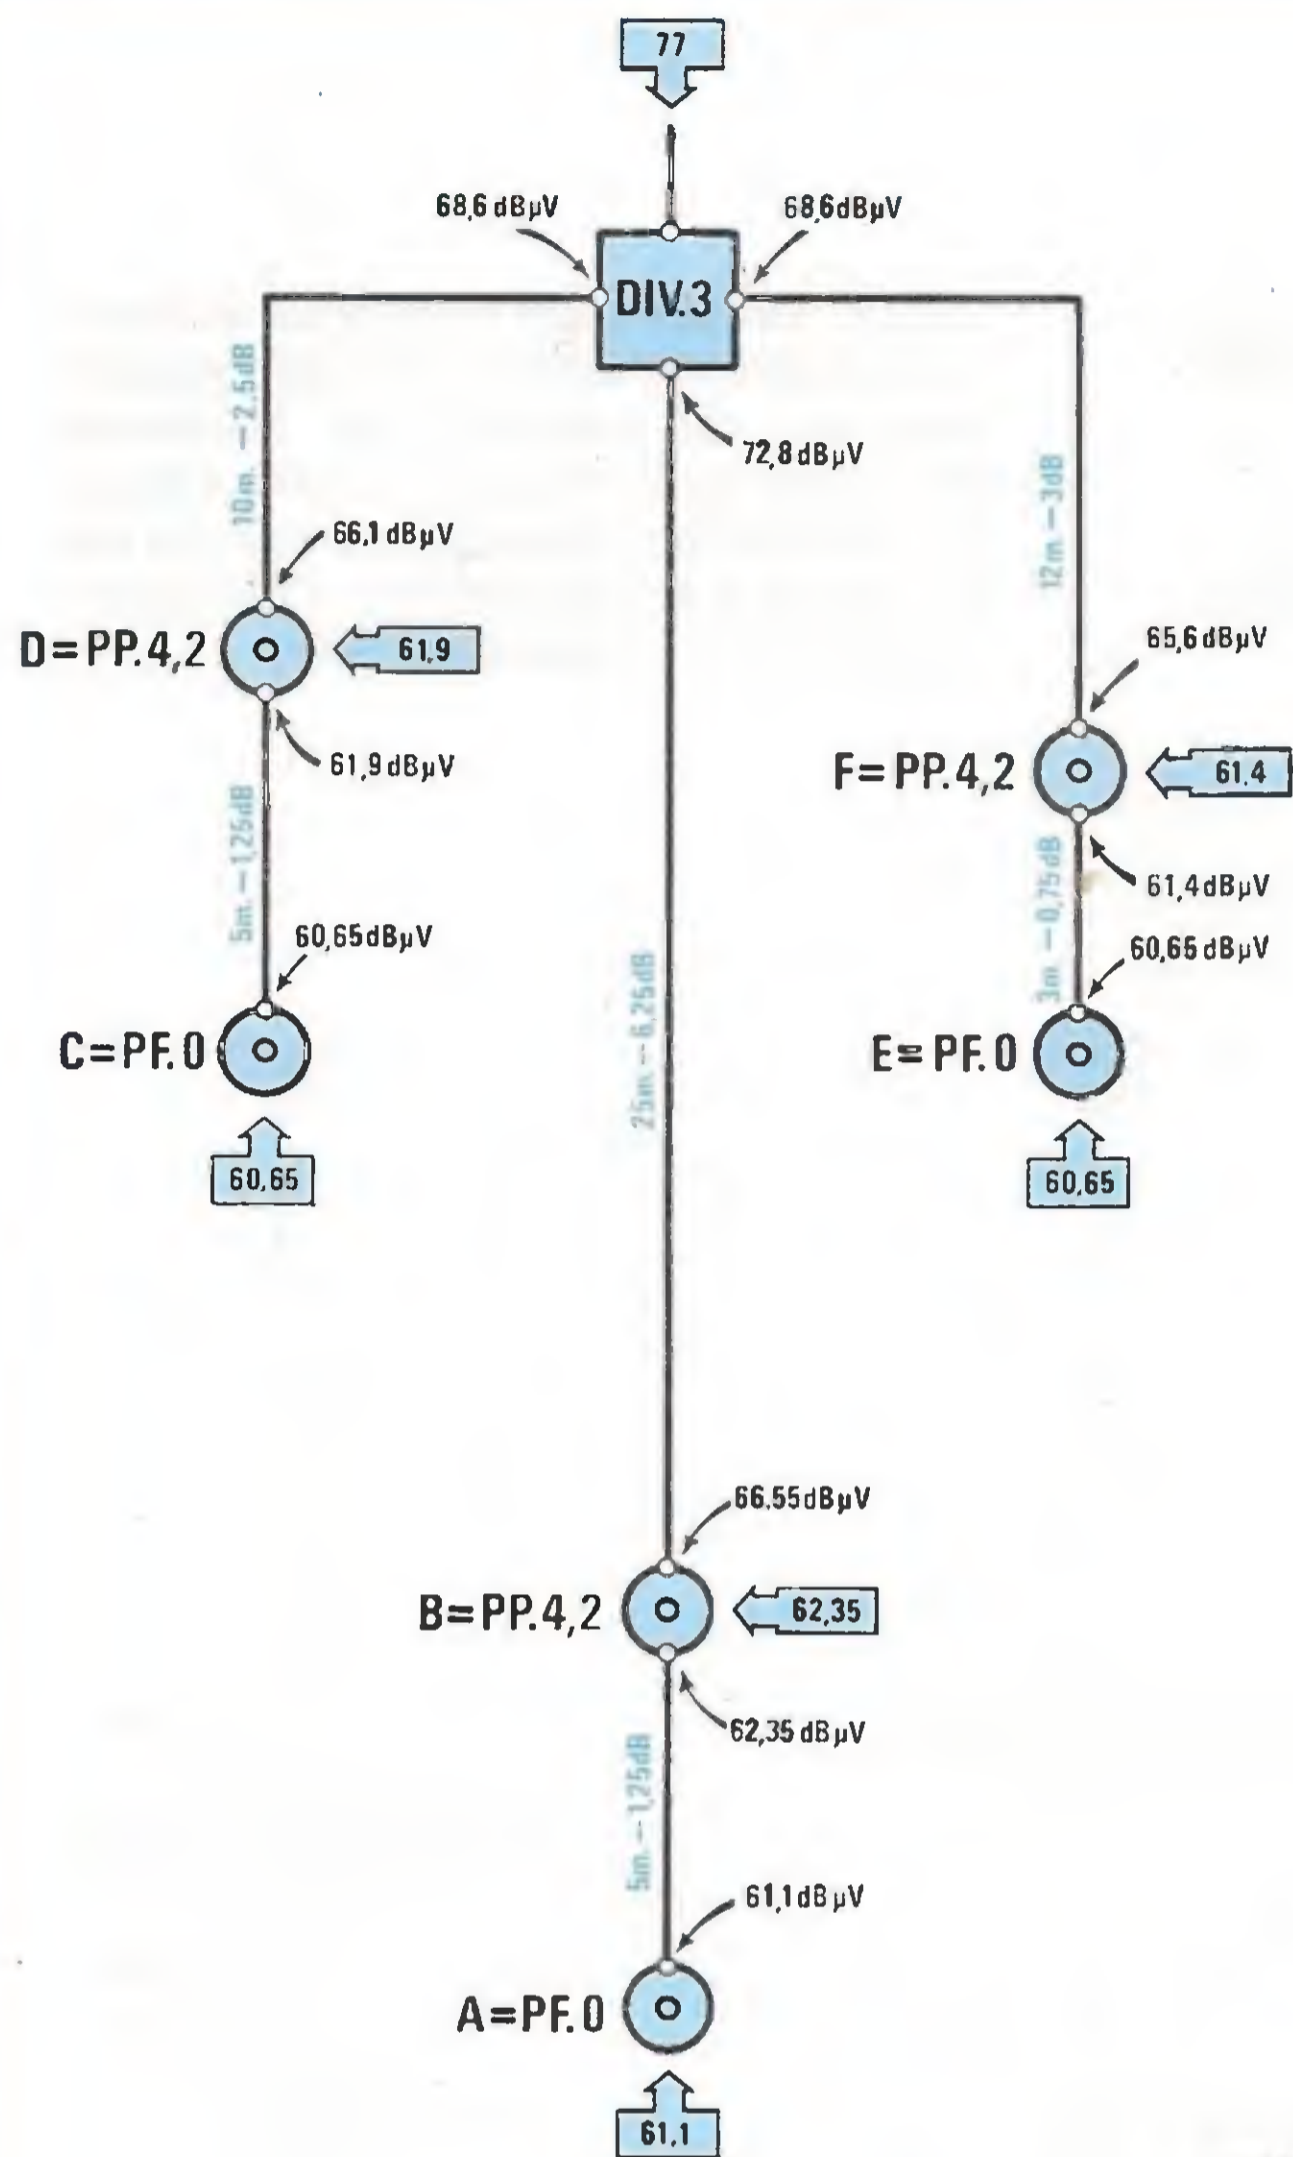 77
68,6 dBµV
68,6dBµV
DIV.3
10m. –2,5dB
72,8 dBµV
12m. –3dB
66,1 dBµV
D=PP.4,2
61,9
65,6 dBµV
61,9 dBµV
F=PP.4,2
61.4
5m. –1,25dB
3m. –0,75dB
61,4dBµV
60,65dBµV
60,65 dBµV
25m. –6,25dB
C=PF.0
E=PF.0
60,65
60,65
66,55dBµV
B=PP.4,2
62,35
62,35 dBµV
5m. –1,25dB
61,1dBµV
A=PF.0
61,1